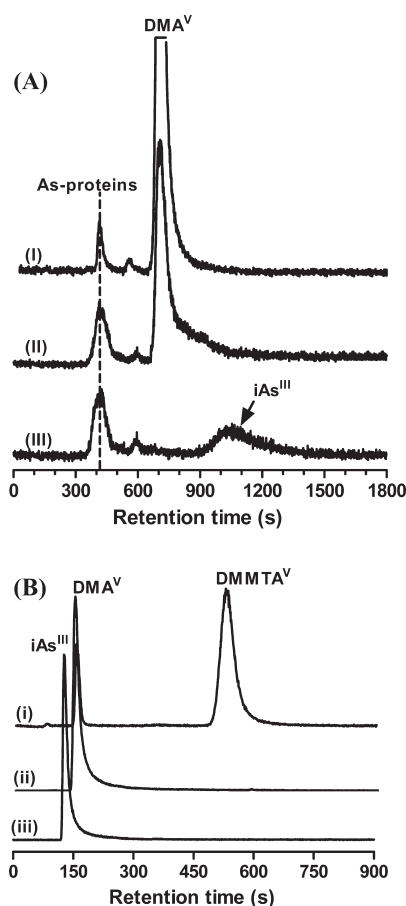 (A)
DMAⱽ
As-proteins
(I)
(II)
iAsᴵᴵᴵ
(III)
0 300 600 900 1200 1500 1800
Retention time (s)
(B)
DMAⱽ DMMTAⱽ
iAsᴵᴵᴵ
(i)
(ii)
(iii)
0 150 300 450 600 750 900
Retention time (s)